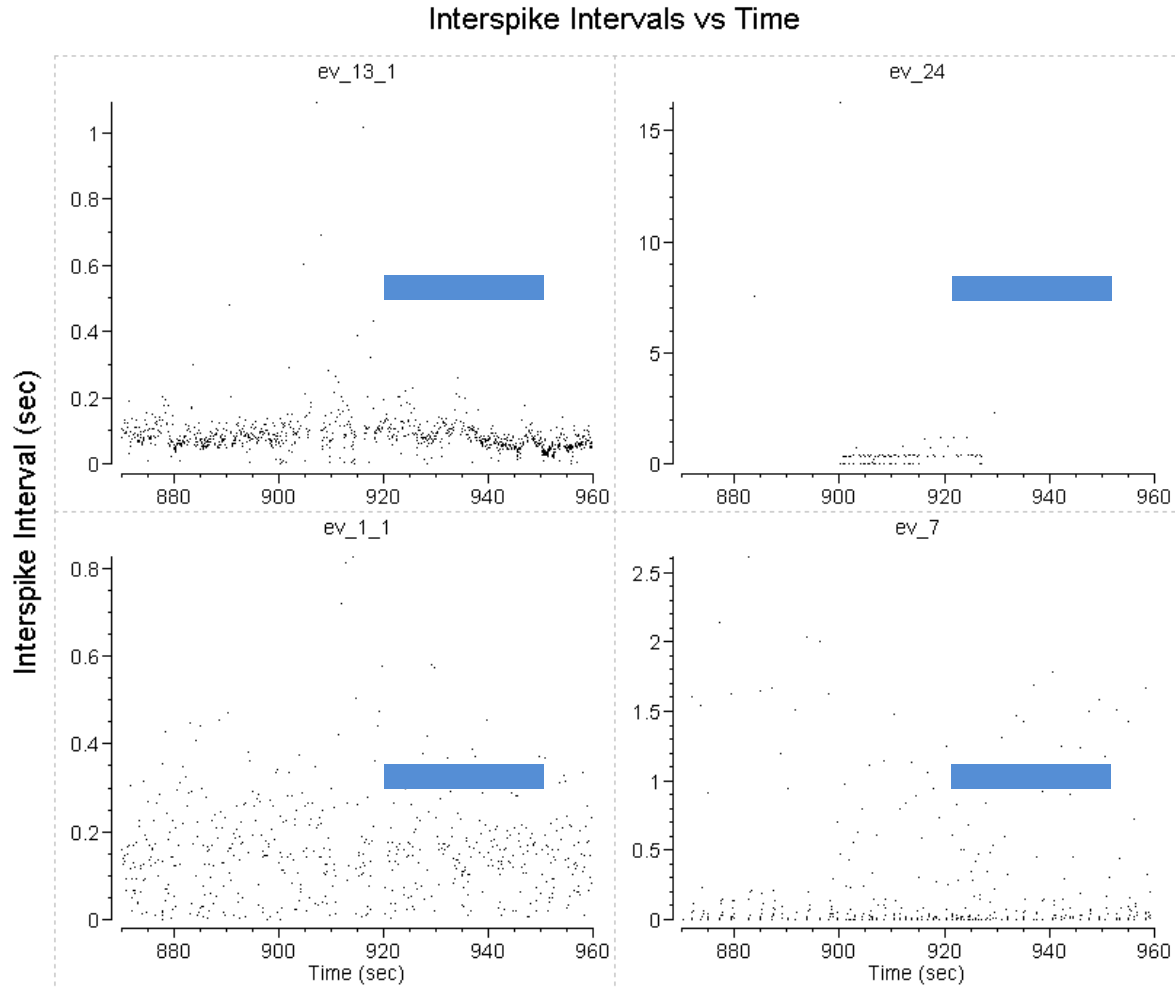 Interspike Intervals vs Time
Interspike Interval (sec)
ev_13_1
1
0.8
0.6
0.4
0.2
0
880 900 920 940 960
ev_24
15
10
5
0
880 900 920 940 960
ev_1_1
0.8
0.6
0.4
0.2
0
880 900 920 940 960
Time (sec)
ev_7
2.5
2
1.5
1
0.5
0
880 900 920 940 960
Time (sec)